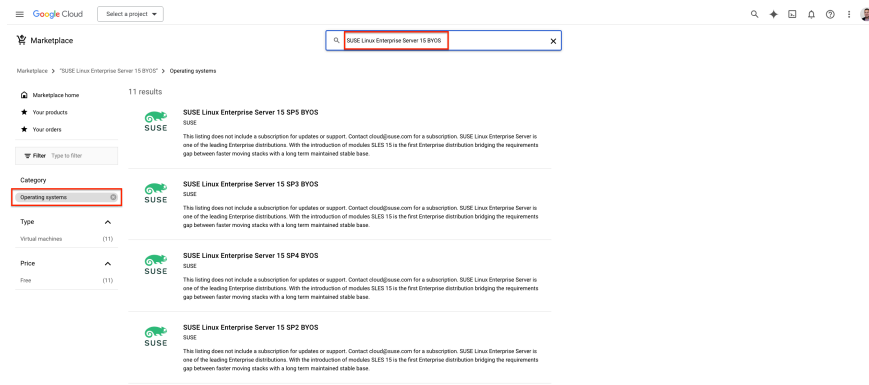 Google Cloud
Select a project
Marketplace
SUSE Linux Enterprise Server 15 BYOS
Marketplace > "SUSE Linux Enterprise Server 15 BYOS" > Operating systems
Marketplace home
Your products
Your orders
Filter Type to filter
Category
Operating systems
Type
Virtual machines (11)
Price
Free (11)
11 results
SUSE
SUSE Linux Enterprise Server 15 SP5 BYOS
SUSE
This listing does not include a subscription for updates or support. Contact cloud@suse.com for a subscription. SUSE Linux Enterprise Server is
one of the leading Enterprise distributions. With the introduction of modules SLES 15 is the first Enterprise distribution bridging the requirements
gap between faster moving stacks with a long term maintained stable base.
SUSE
SUSE Linux Enterprise Server 15 SP3 BYOS
SUSE
This listing does not include a subscription for updates or support. Contact cloud@suse.com for a subscription. SUSE Linux Enterprise Server is
one of the leading Enterprise distributions. With the introduction of modules SLES 15 is the first Enterprise distribution bridging the requirements
gap between faster moving stacks with a long term maintained stable base.
SUSE
SUSE Linux Enterprise Server 15 SP4 BYOS
SUSE
This listing does not include a subscription for updates or support. Contact cloud@suse.com for a subscription. SUSE Linux Enterprise Server is
one of the leading Enterprise distributions. With the introduction of modules SLES 15 is the first Enterprise distribution bridging the requirements
gap between faster moving stacks with a long term maintained stable base.
SUSE
SUSE Linux Enterprise Server 15 SP2 BYOS
SUSE
This listing does not include a subscription for updates or support. Contact cloud@suse.com for a subscription. SUSE Linux Enterprise Server is
one of the leading Enterprise distributions. With the introduction of modules SLES 15 is the first Enterprise distribution bridging the requirements
gap between faster moving stacks with a long term maintained stable base.